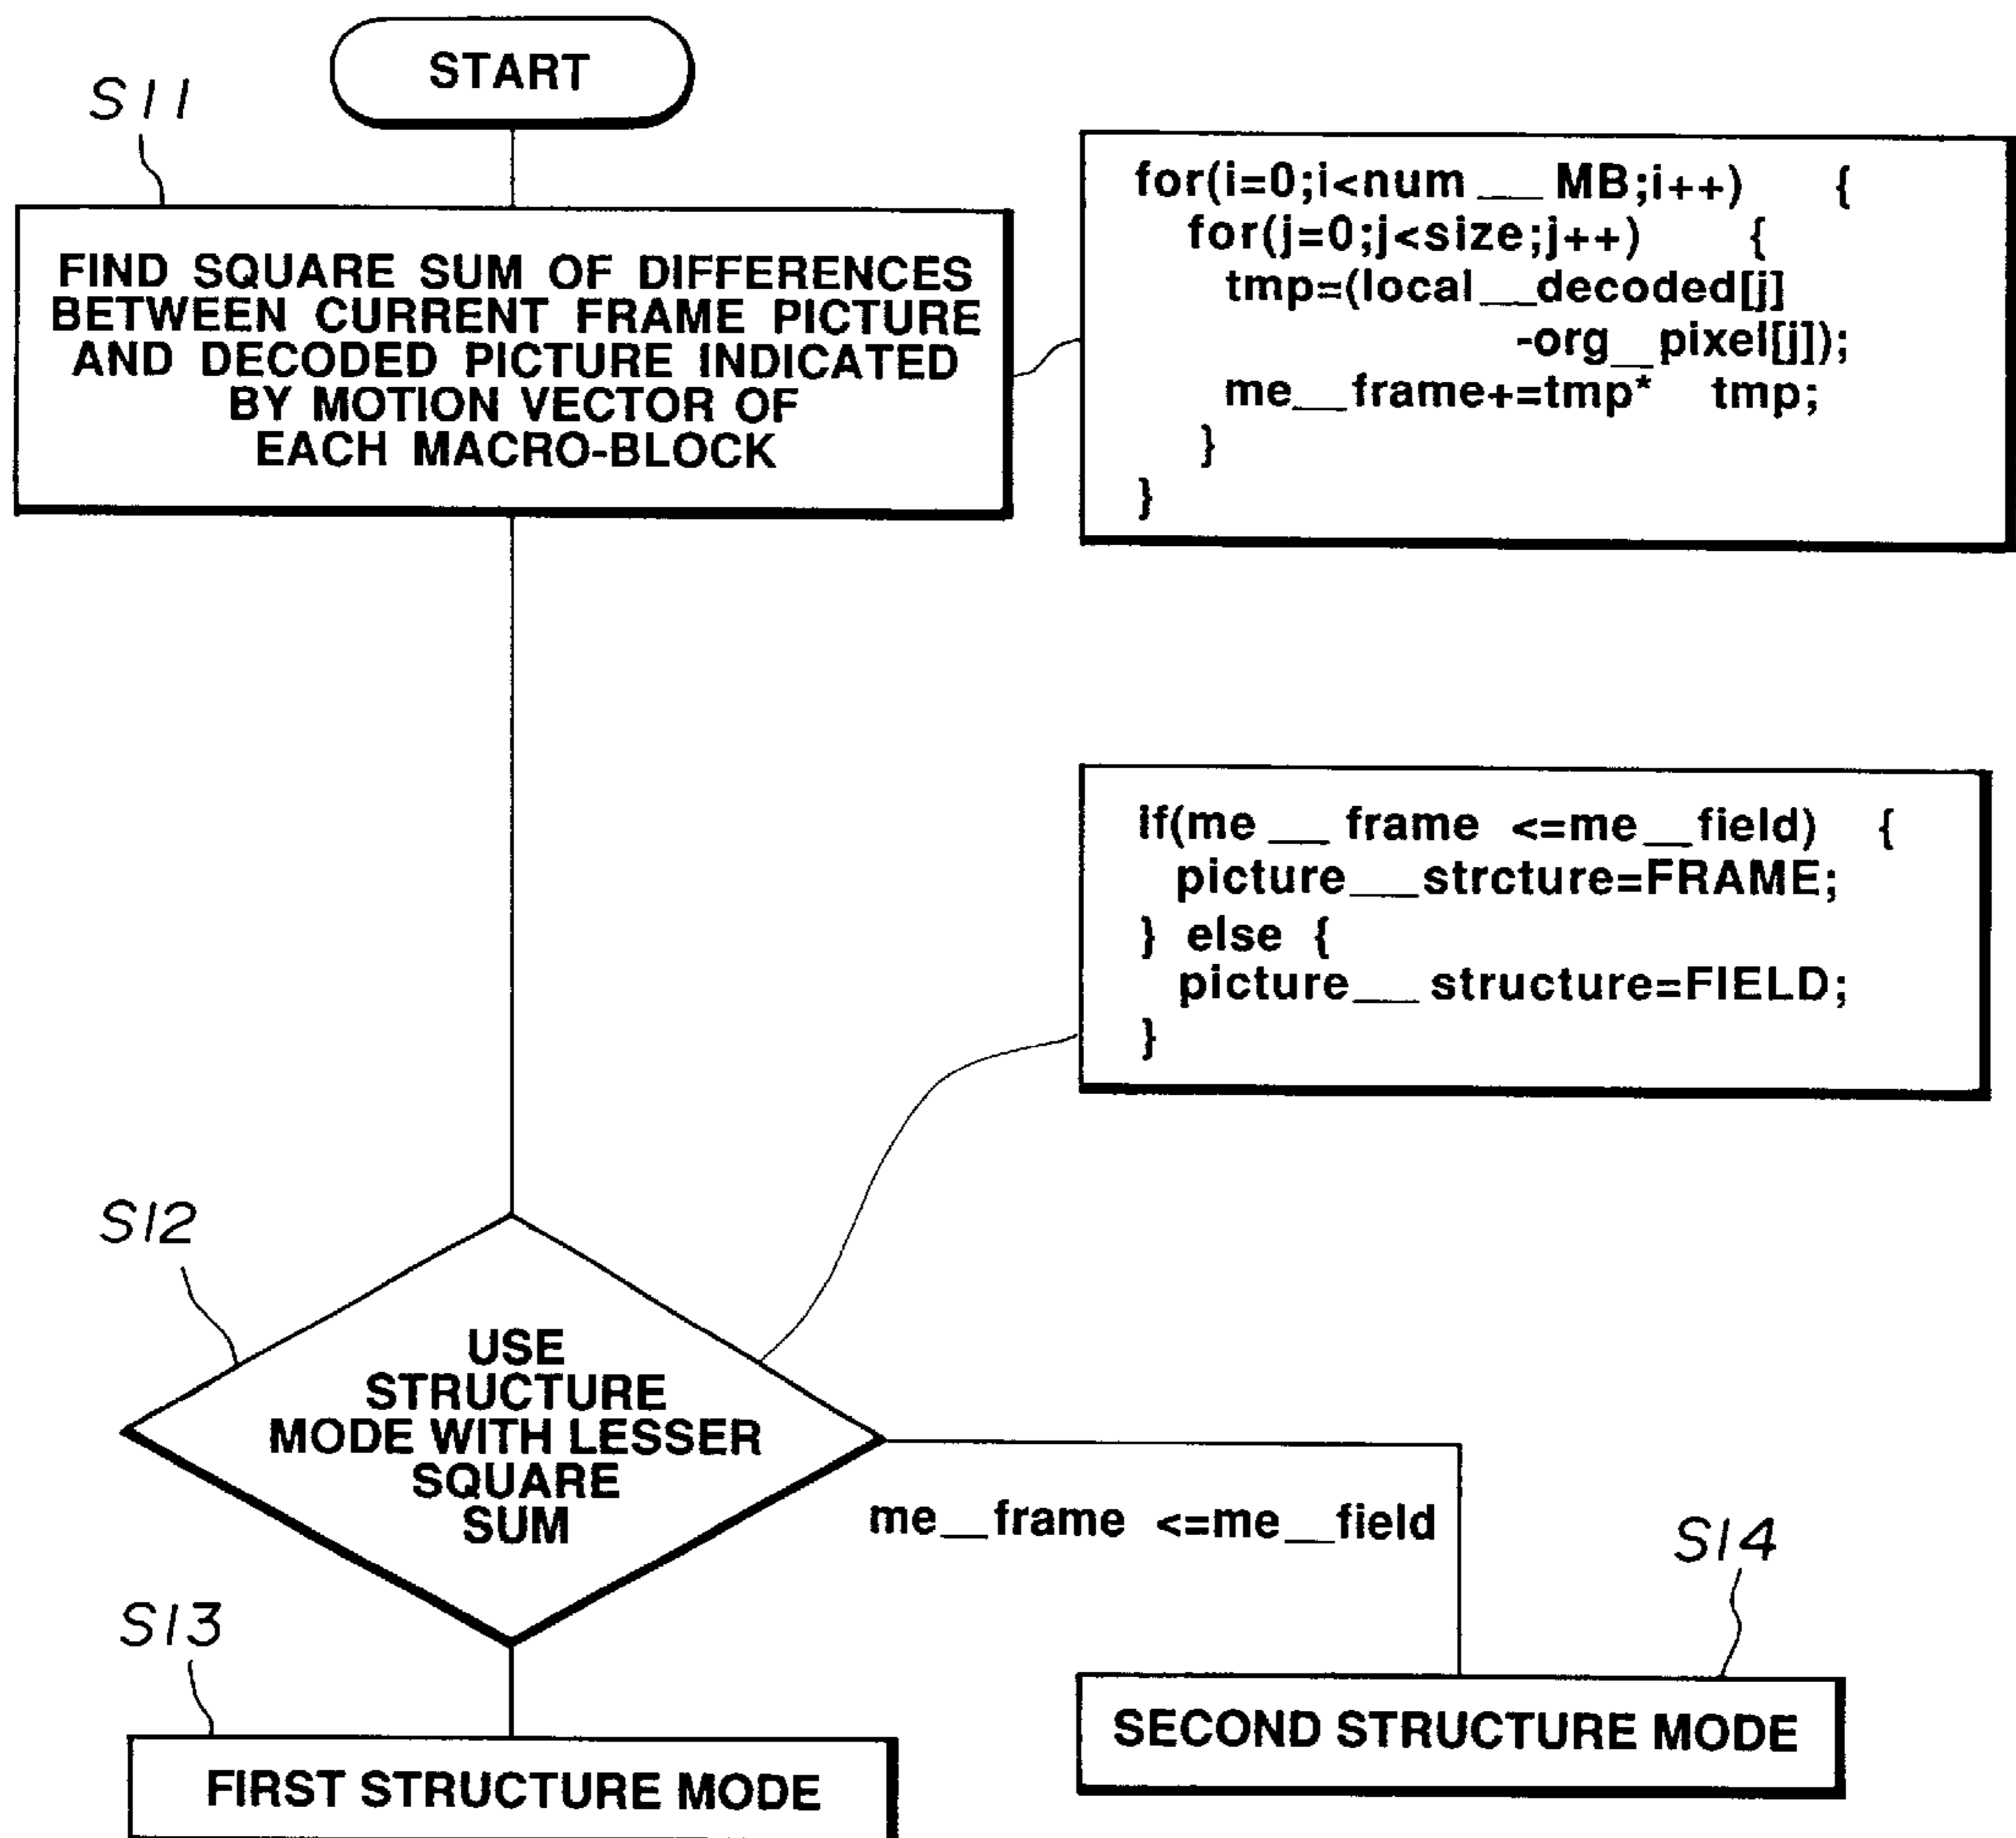 START
S11
FIND SQUARE SUM OF DIFFERENCES
BETWEEN CURRENT FRAME PICTURE
AND DECODED PICTURE INDICATED
BY MOTION VECTOR OF
EACH MACRO-BLOCK
for(i=0;i<num__MB;i++) {
for(j=0;j<size;j++) {
tmp=(local__decoded[j]
-org__pixel[j]);
me__frame+=tmp* tmp;
}
}
if(me__frame <=me__field) {
picture__strcture=FRAME;
} else {
picture__structure=FIELD;
}
S12
USE
STRUCTURE
MODE WITH LESSER
SQUARE
SUM
me__frame <=me__field
S13
FIRST STRUCTURE MODE
S14
SECOND STRUCTURE MODE